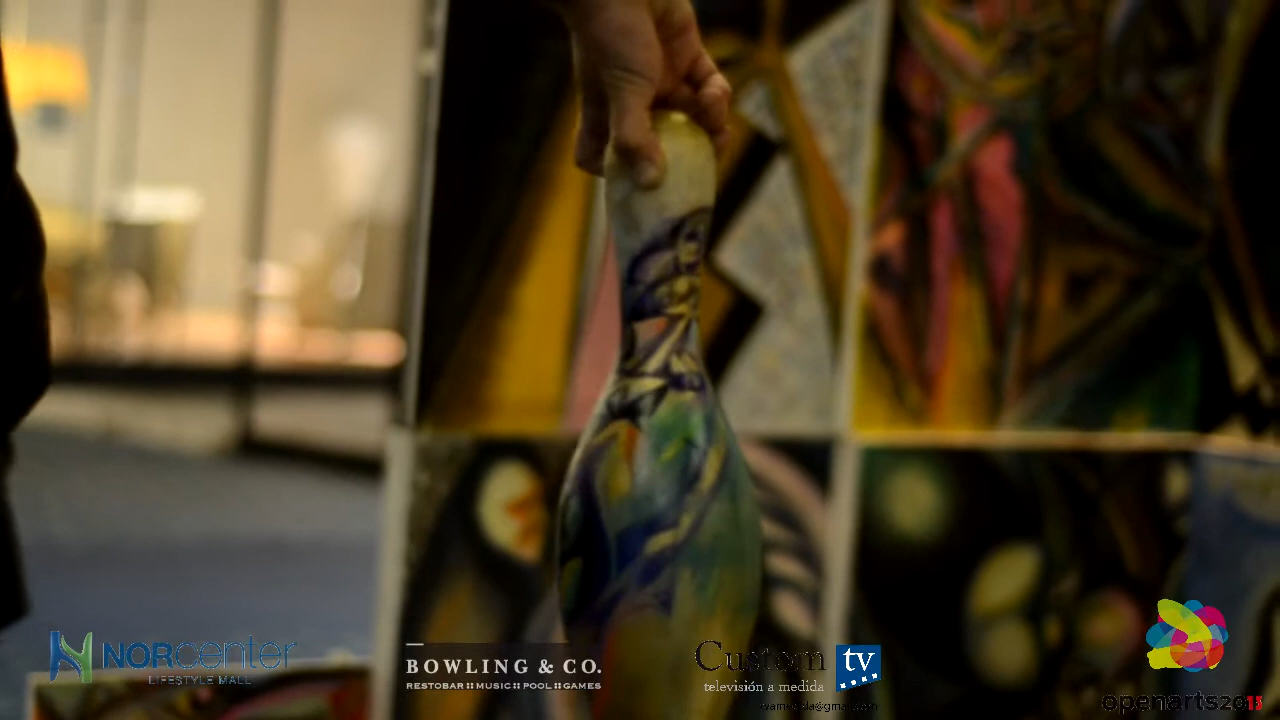 NORcenter
LIFESTYLE MALL
BOWLING & CO.
RESTOBAR :: MUSIC :: POOL :: GAMES
Custom tv
televisión a medida
openarts2013